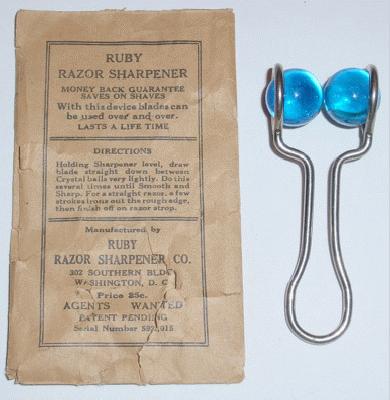 RUBY
RAZOR SHARPENER
MONEY BACK GUARANTEE
SAVES ON SHAVES
With this device blades can
be used over and over.
LASTS A LIFE TIME
DIRECTIONS
Holding Sharpener level, draw
blade straight down between
Crystal balls very lightly. Do this
several times until Smooth and
Sharp. For a straight razor, a few
strokes irons out the rough edge,
then finish off on razor strop.
Manufactured by
RUBY
RAZOR SHARPENER CO.
302 SOUTHERN BLDG
WASHINGTON, D. C.
Price 25c.
AGENTS WANTED
PATENT PENDING
Serial Number